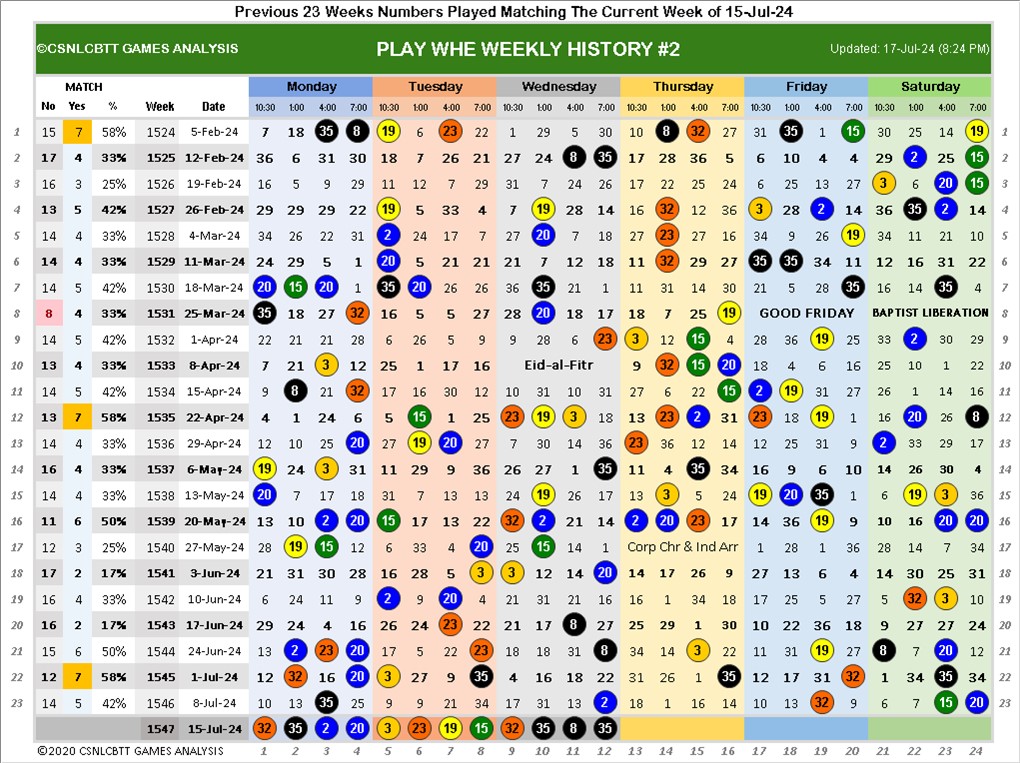 Previous 23 Weeks Numbers Played Matching The Current Week of 15-Jul-24
©CSNLCBTT GAMES ANALYSIS PLAY WHE WEEKLY HISTORY #2 Updated: 17-Jul-24 (8:24 PM)
MATCH Monday Tuesday Wednesday Thursday Friday Saturday
No Yes % Week Date 10:30 1:00 4:00 7:00 10:30 1:00 4:00 7:00 10:30 1:00 4:00 7:00 10:30 1:00 4:00 7:00 10:30 1:00 4:00 7:00 10:30 1:00 4:00 7:00
1 15 7 58% 1524 5-Feb-24 7 18 35 8 19 6 23 22 1 29 5 30 10 8 32 27 31 35 1 15 30 25 14 19 1
2 17 4 33% 1525 12-Feb-24 36 6 31 30 18 7 26 21 27 24 8 35 17 28 36 5 6 10 4 4 29 2 25 15 2
3 16 3 25% 1526 19-Feb-24 16 5 9 29 11 12 7 29 31 7 24 26 17 22 25 24 6 25 13 27 3 6 20 15 3
4 13 5 42% 1527 26-Feb-24 29 29 29 22 19 5 33 4 7 19 28 14 16 32 12 36 3 28 2 14 36 35 2 14 4
5 14 4 33% 1528 4-Mar-24 34 26 22 31 2 24 17 7 27 20 7 18 27 23 27 16 34 9 26 19 34 11 21 10 5
6 14 4 33% 1529 11-Mar-24 24 29 5 1 20 5 21 21 21 7 12 18 11 32 29 27 35 35 34 11 12 16 31 22 6
7 14 5 42% 1530 18-Mar-24 20 15 20 1 35 20 26 26 36 35 21 1 11 31 14 30 21 5 28 35 16 14 35 4 7
8 8 4 33% 1531 25-Mar-24 35 18 27 32 16 5 5 27 28 20 18 17 18 7 25 19 GOOD FRIDAY BAPTIST LIBERATION 8
9 14 5 42% 1532 1-Apr-24 22 21 21 28 6 26 5 9 9 28 6 23 3 12 15 4 28 36 19 25 33 2 30 29 9
10 13 4 33% 1533 8-Apr-24 7 21 3 12 25 1 17 16 Eid-al-Fitr 9 32 15 20 18 4 6 16 25 10 1 22 10
11 14 5 42% 1534 15-Apr-24 9 8 21 32 17 16 30 12 10 31 10 31 27 6 22 15 2 19 31 27 26 1 14 16 11
12 13 7 58% 1535 22-Apr-24 4 1 24 6 5 15 1 25 23 19 3 18 13 23 2 31 23 18 19 1 16 20 26 8 12
13 14 4 33% 1536 29-Apr-24 12 10 25 20 27 19 20 27 7 30 14 36 23 36 12 14 12 25 31 9 2 33 29 17 13
14 16 4 33% 1537 6-May-24 19 24 3 31 11 29 9 36 26 27 1 35 11 4 35 34 16 9 6 10 14 26 30 4 14
15 14 4 33% 1538 13-May-24 20 7 17 18 31 7 13 13 24 19 26 17 14 3 5 24 19 20 35 1 6 19 3 36 15
16 11 6 50% 1539 20-May-24 13 10 2 20 15 17 13 22 32 2 21 14 2 20 23 16 14 36 19 9 10 16 20 20 16
17 12 3 25% 1540 27-May-24 28 19 15 12 6 33 4 20 25 15 14 1 Corp Chr & Ind Arr 1 28 1 36 28 14 7 34 17
18 17 2 17% 1541 3-Jun-24 21 31 30 28 16 28 5 3 3 12 14 20 14 17 26 9 27 13 6 4 14 30 25 31 18
19 16 4 33% 1542 10-Jun-24 6 24 11 9 2 9 20 4 21 31 21 16 16 1 34 18 17 25 5 27 5 32 3 10 19
20 16 2 17% 1543 17-Jun-24 29 24 4 16 26 24 23 22 21 11 8 27 25 29 1 30 10 22 36 18 9 27 27 24 20
21 15 6 50% 1544 24-Jun-24 13 2 23 20 17 5 22 23 11 31 31 8 34 14 3 22 11 31 19 27 8 7 20 12 21
22 12 7 58% 1545 1-Jul-24 12 32 16 20 3 27 9 35 4 16 18 22 31 26 1 35 12 17 31 32 1 34 35 34 22
23 14 5 42% 1546 8-Jul-24 10 13 35 25 9 9 21 34 7 17 13 2 18 1 16 14 10 13 32 9 6 7 15 20 23
1547 15-Jul-24 32 35 2 20 3 23 19 15 32 35 8 35
©2020 CSNLCBTT GAMES ANALYSIS 1 2 3 4 5 6 7 8 9 10 11 12 13 14 15 16 17 18 19 20 21 22 23 24